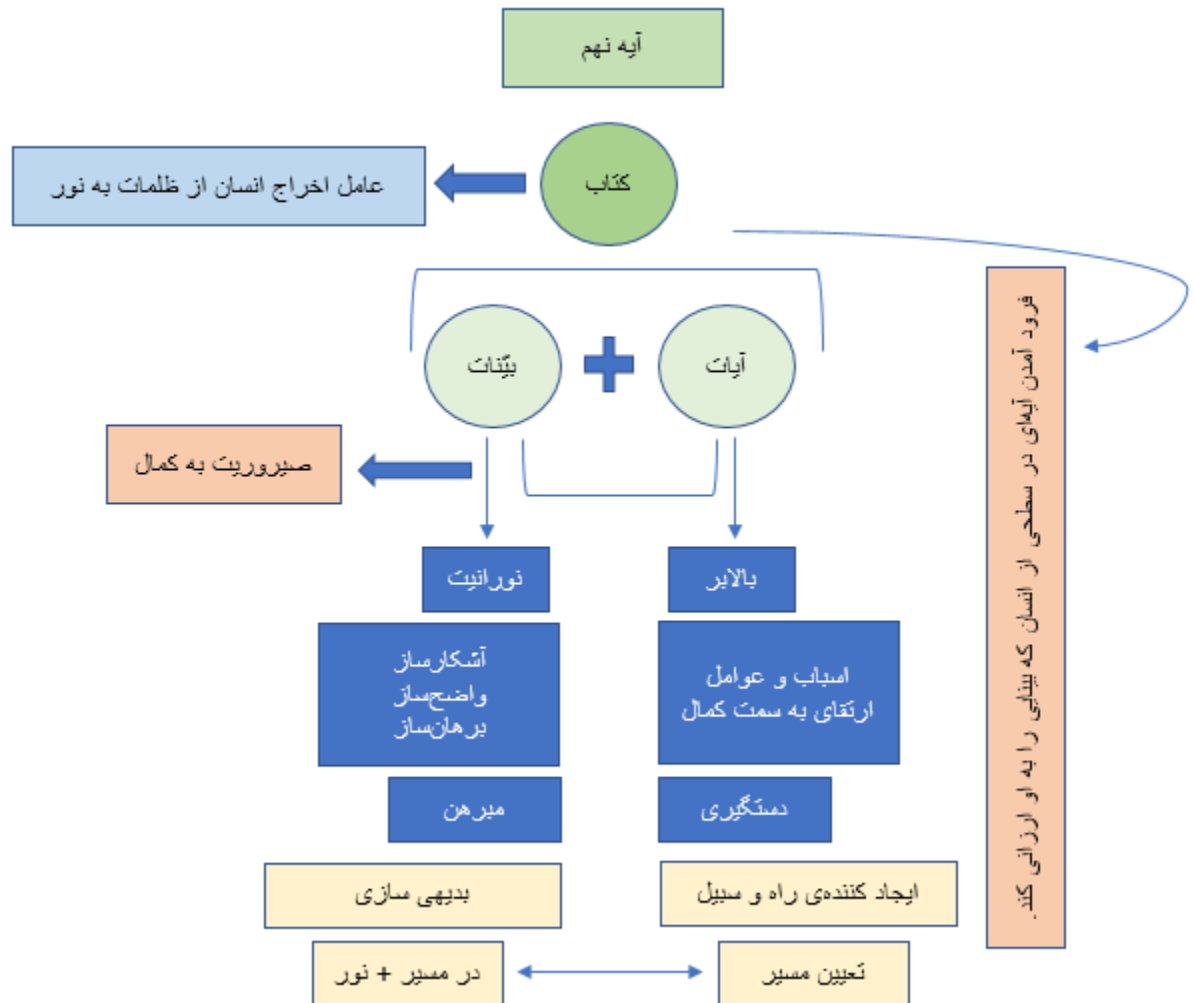 آیه نهم
کتاب
عامل اخراج انسان از ظلمات به نور
فرود آمدن آیه‌ای در سطحی از انسان که بینایی را به او ارزانی کند.
آیات
+
بیّنات
صیروریت به کمال
بالابر
نورانیت
اسباب و عوامل
ارتقای به سمت کمال
آشکارساز
واضح‌ساز
برهان‌ساز
دستگیری
مبرهن
ایجاد کننده‌ی راه و سبیل
بدیهی سازی
تعیین مسیر
در مسیر + نور